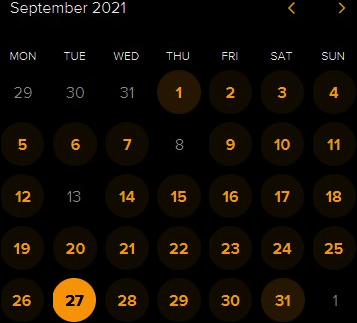 September 2021
MON TUE WED THU FRI SAT SUN
29 30 31 1 2 3 4
5 6 7 8 9 10 11
12 13 14 15 16 17 18
19 20 21 22 23 24 25
26 27 28 29 30 31 1